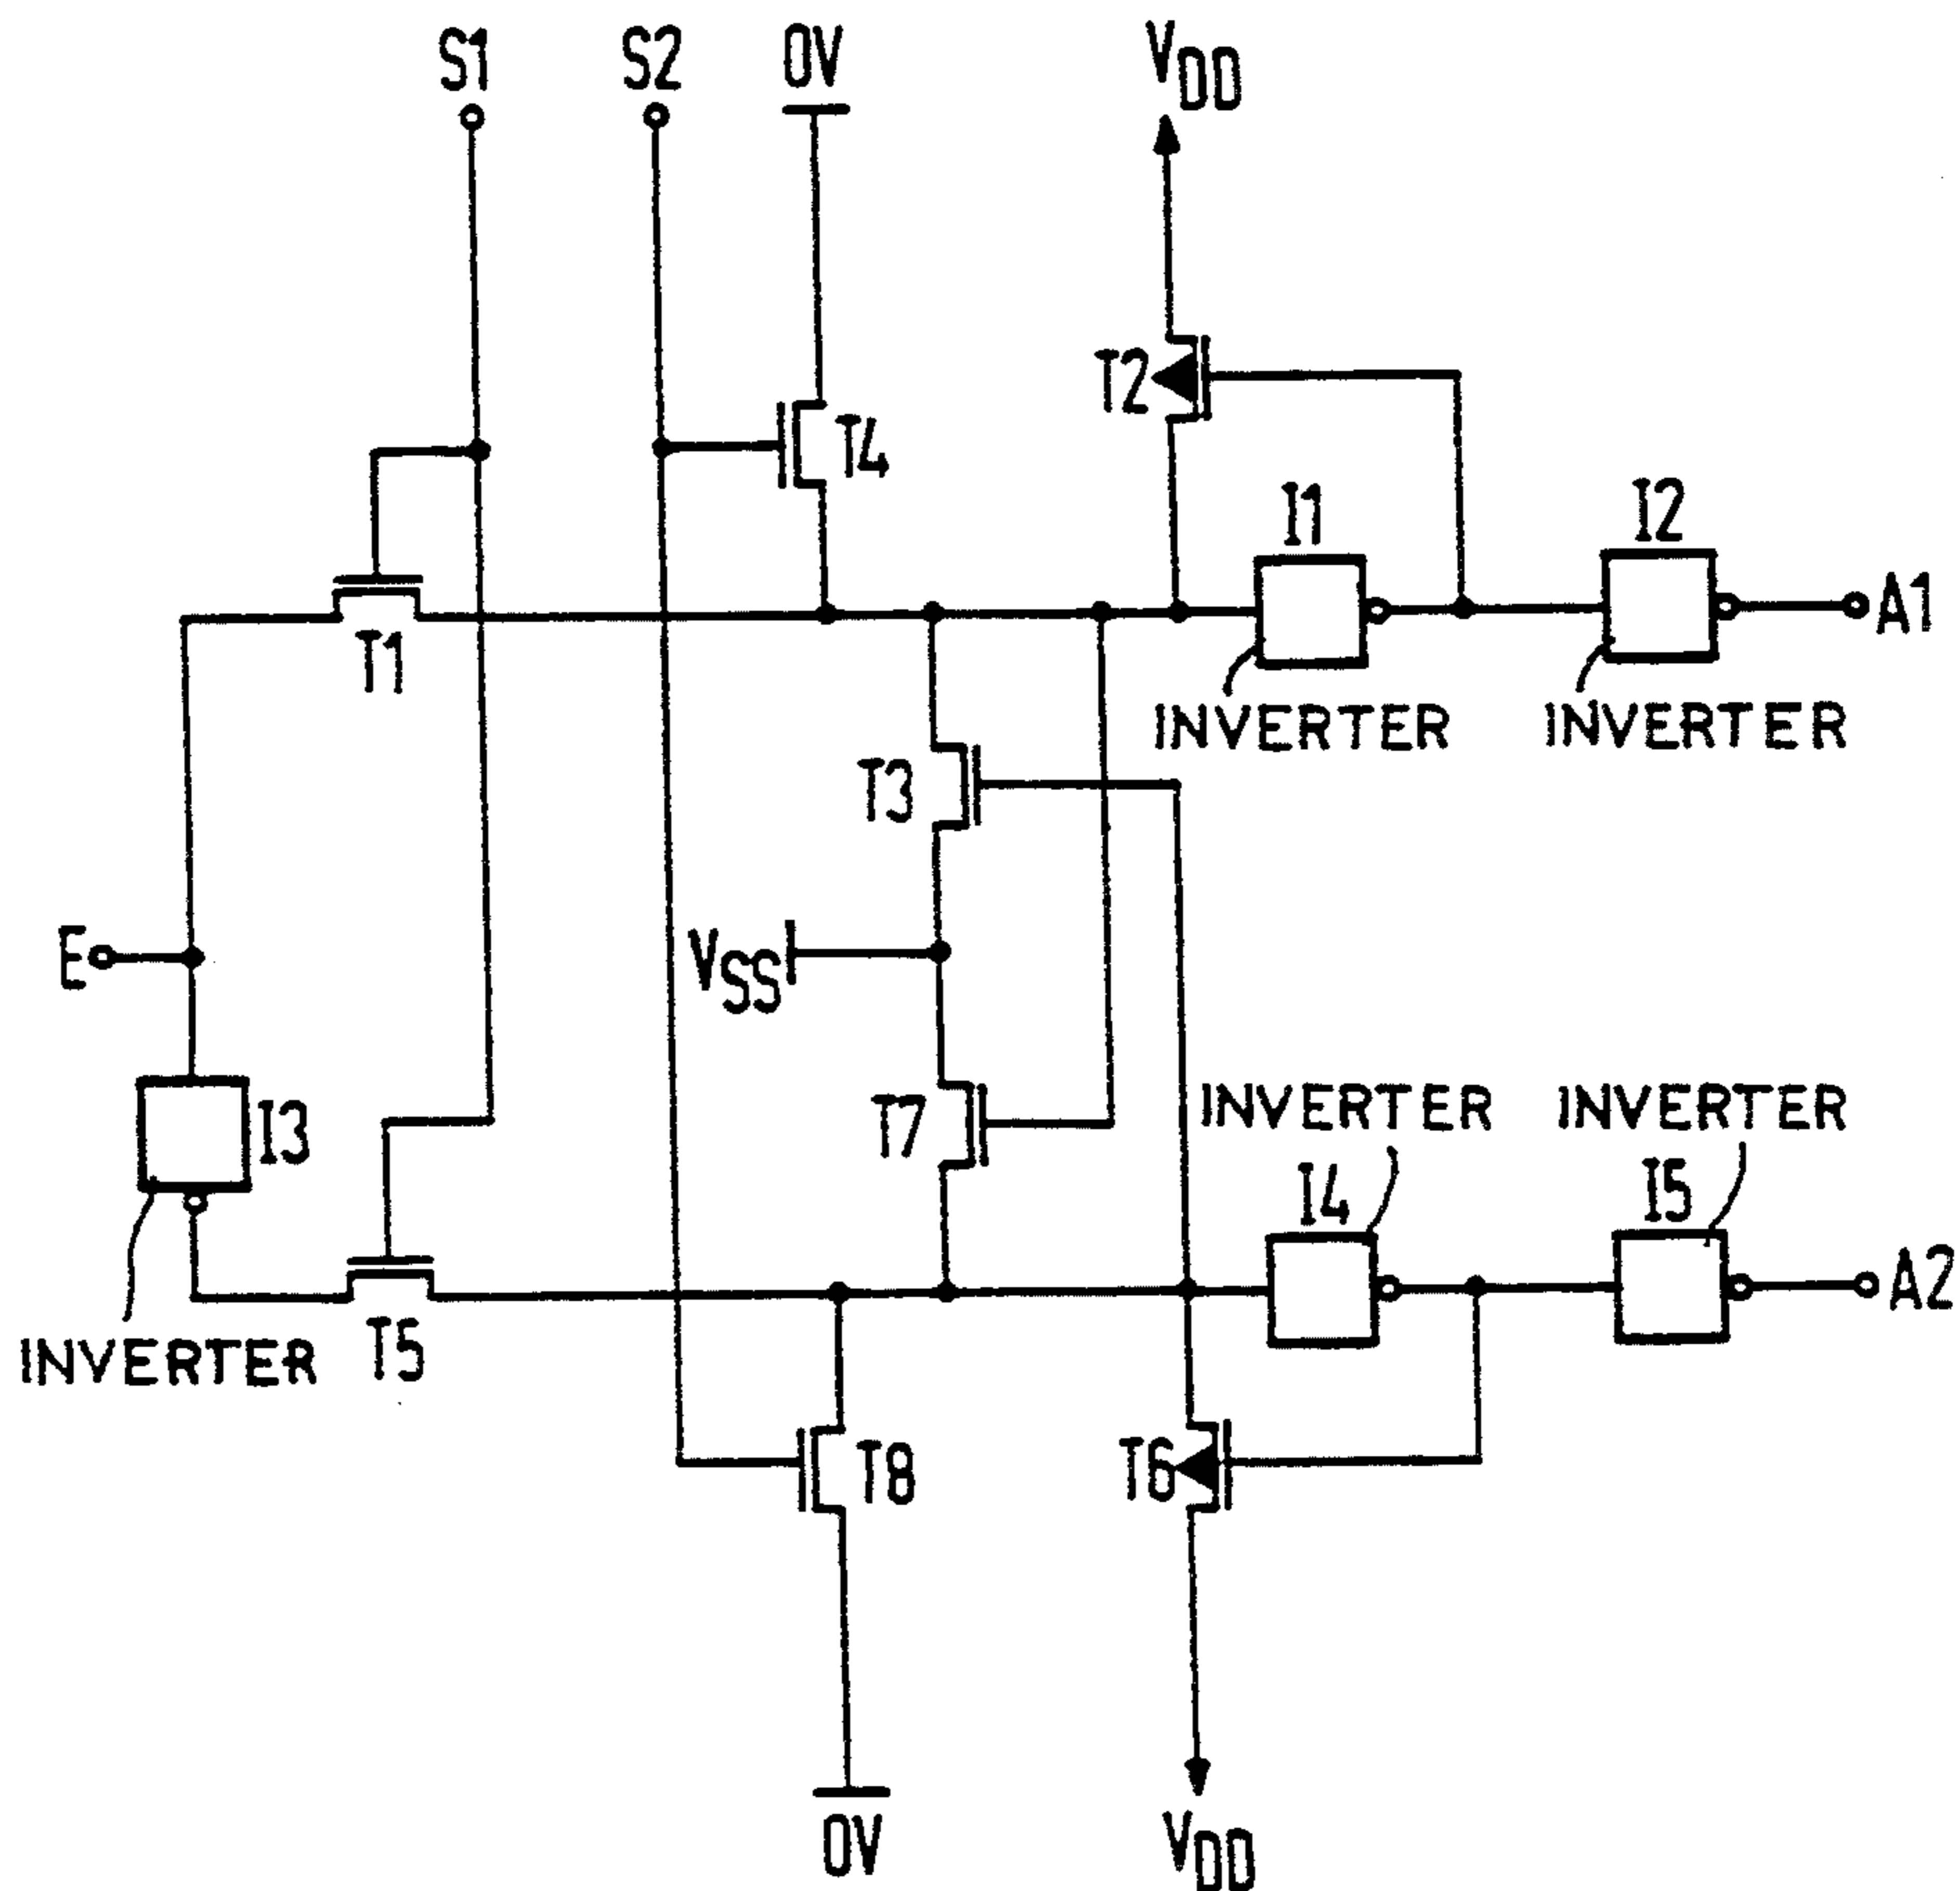 S1
S2
0V
VDD
T2
T4
I1
I2
A1
T1
INVERTER
INVERTER
T3
E
VSS
I3
T7
INVERTER
INVERTER
I4
I5
A2
INVERTER
T5
T8
T6
0V
VDD